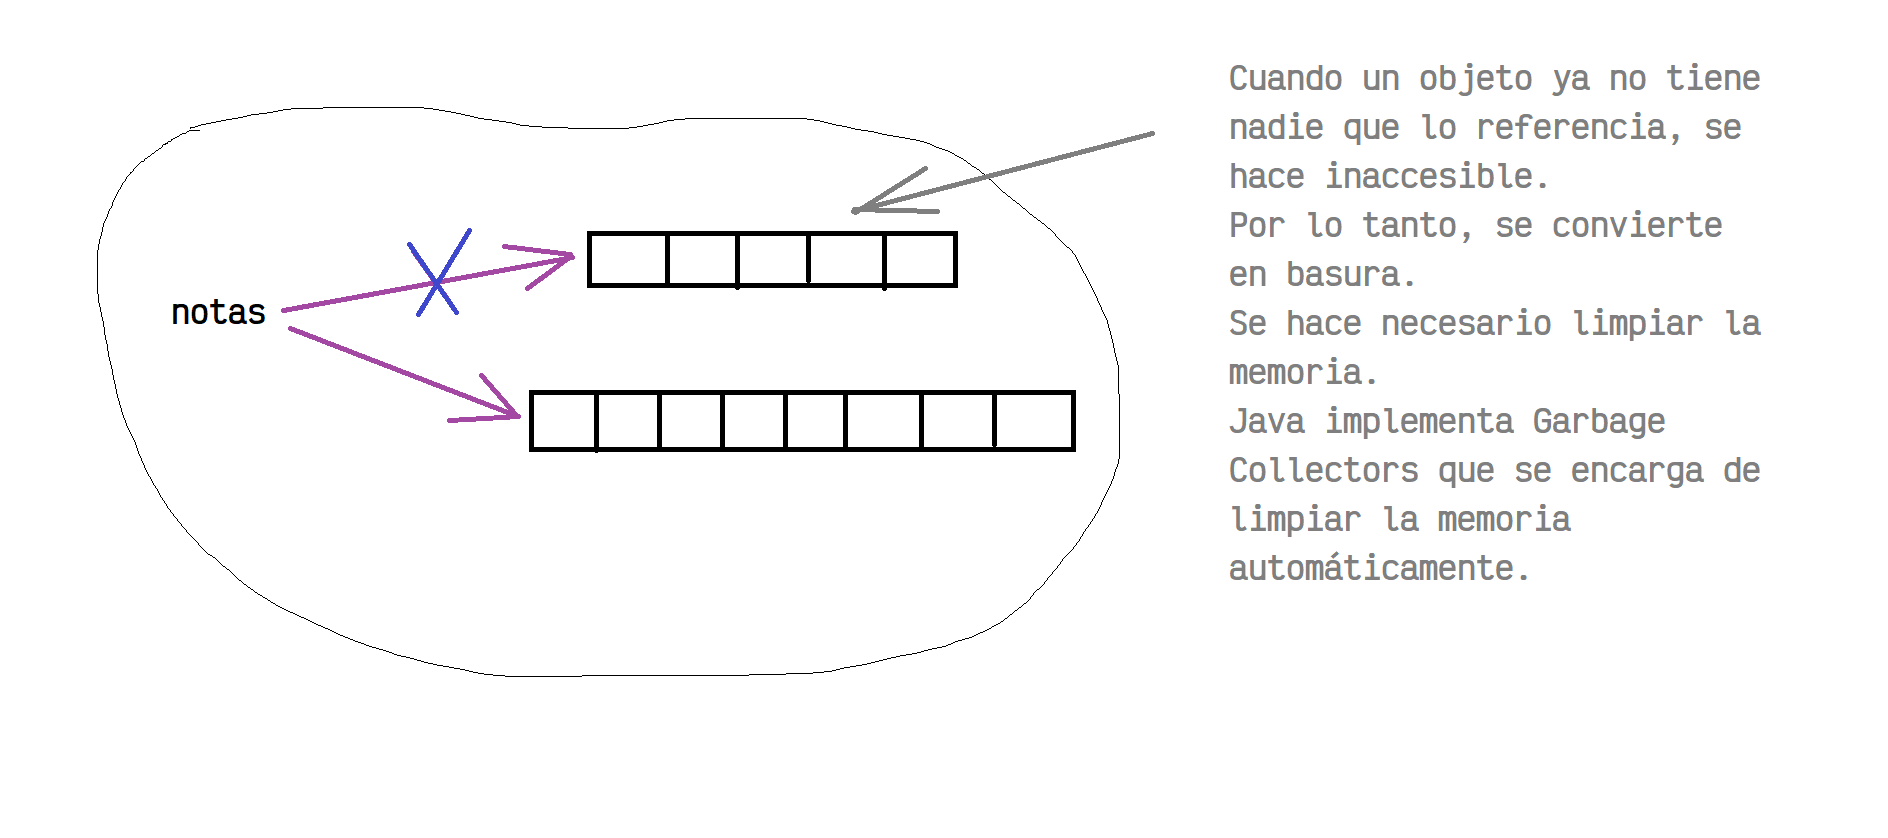 Cuando un objeto ya no tiene
nadie que lo referencia, se
hace inaccesible.
Por lo tanto, se convierte
en basura.
notas
Se hace necesario limpiar la
memoria.
Java implementa Garbage
Collectors que se encarga de
limpiar la memoria
automáticamente.